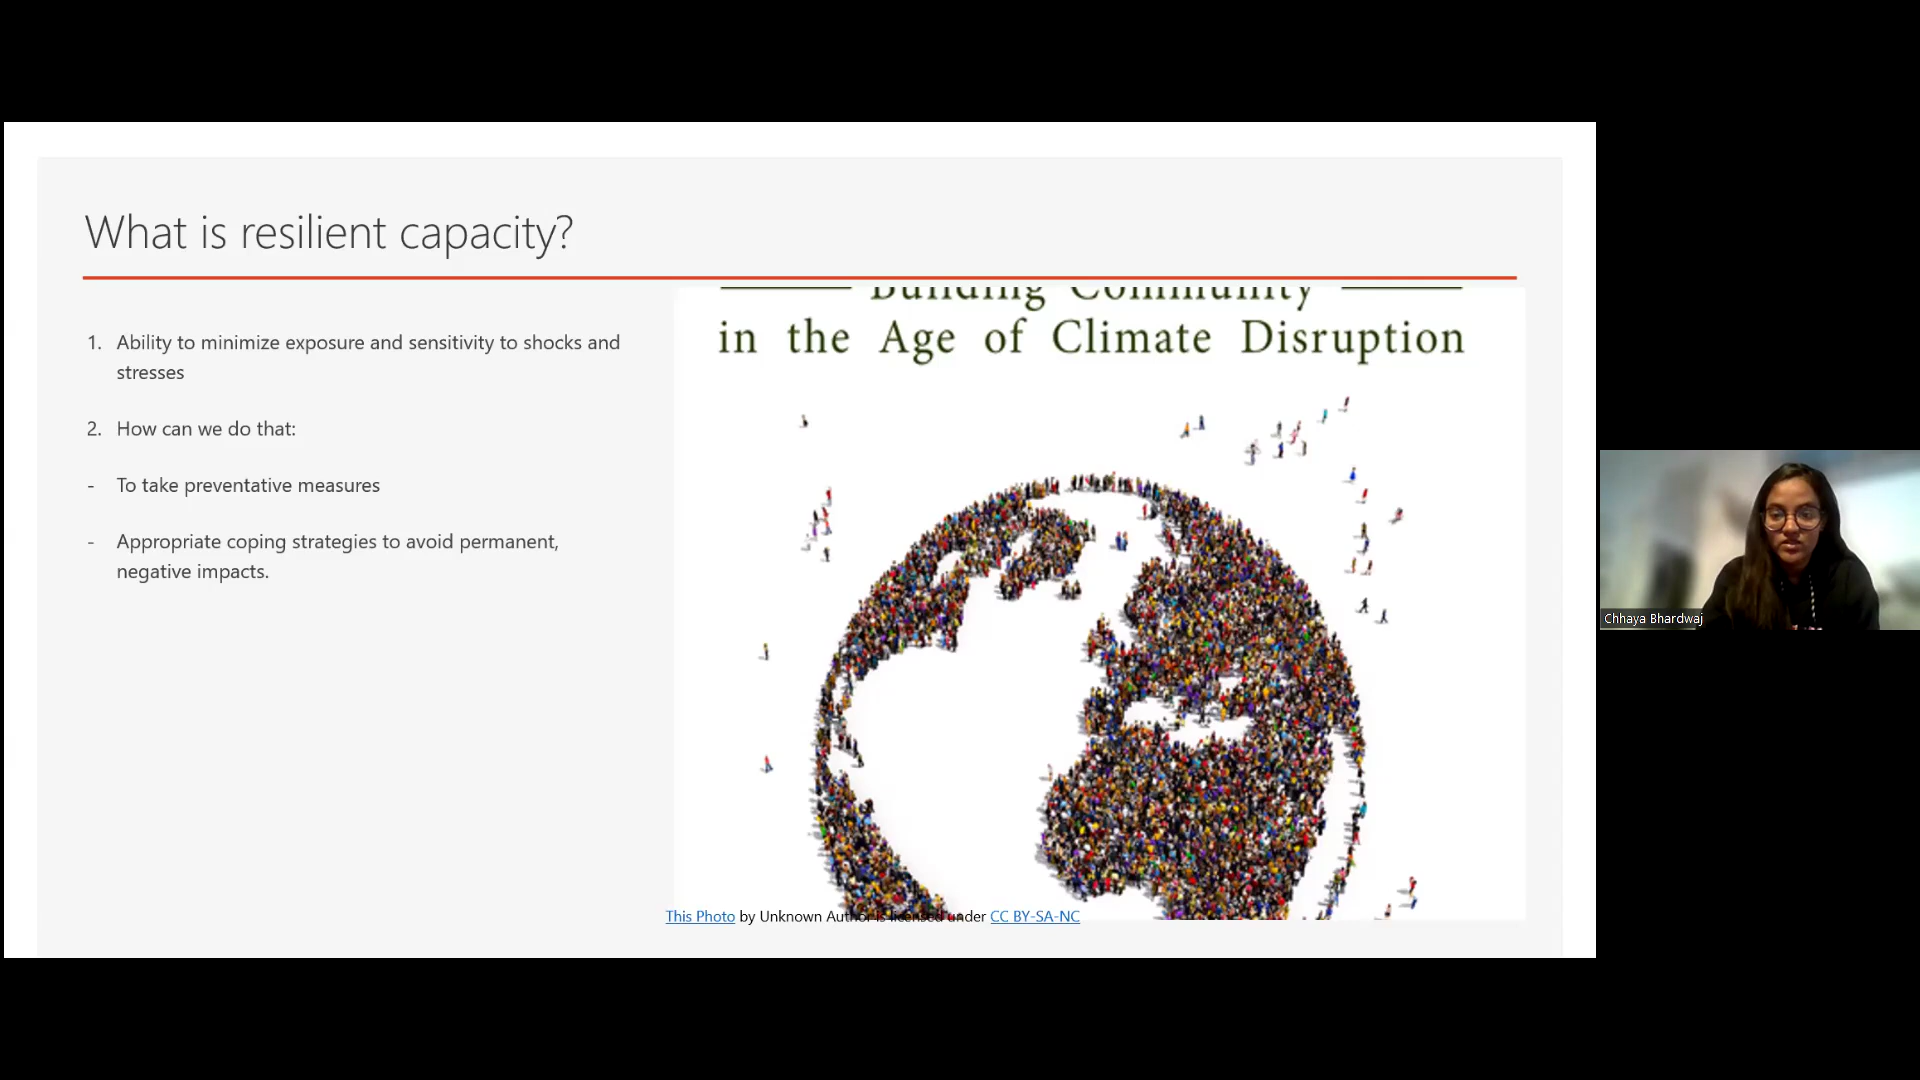 What is resilient capacity?
1. Ability to minimize exposure and sensitivity to shocks and
stresses
2. How can we do that:
- To take preventative measures
- Appropriate coping strategies to avoid permanent,
negative impacts.
Building Community
in the Age of Climate Disruption
This Photo by Unknown Author is licensed under CC BY-SA-NC
Chhaya Bhardwaj